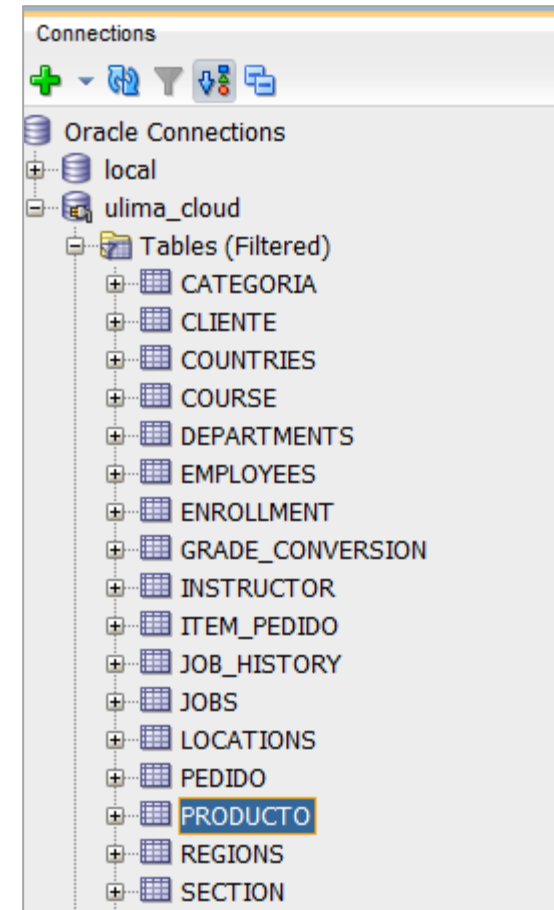 Connections
Oracle Connections
local
ulima_cloud
Tables (Filtered)
CATEGORIA
CLIENTE
COUNTRIES
COURSE
DEPARTMENTS
EMPLOYEES
ENROLLMENT
GRADE_CONVERSION
INSTRUCTOR
ITEM_PEDIDO
JOB_HISTORY
JOBS
LOCATIONS
PEDIDO
PRODUCTO
REGIONS
SECTION